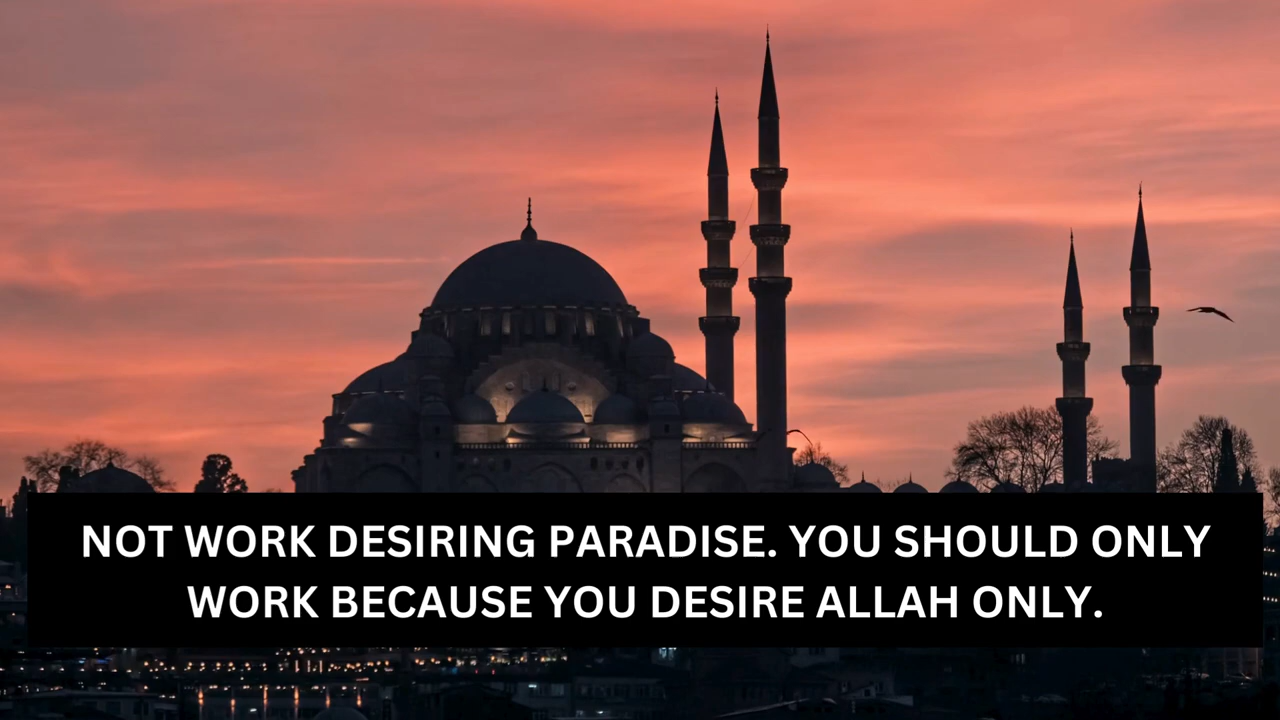 NOT WORK DESIRING PARADISE. YOU SHOULD ONLY
WORK BECAUSE YOU DESIRE ALLAH ONLY.